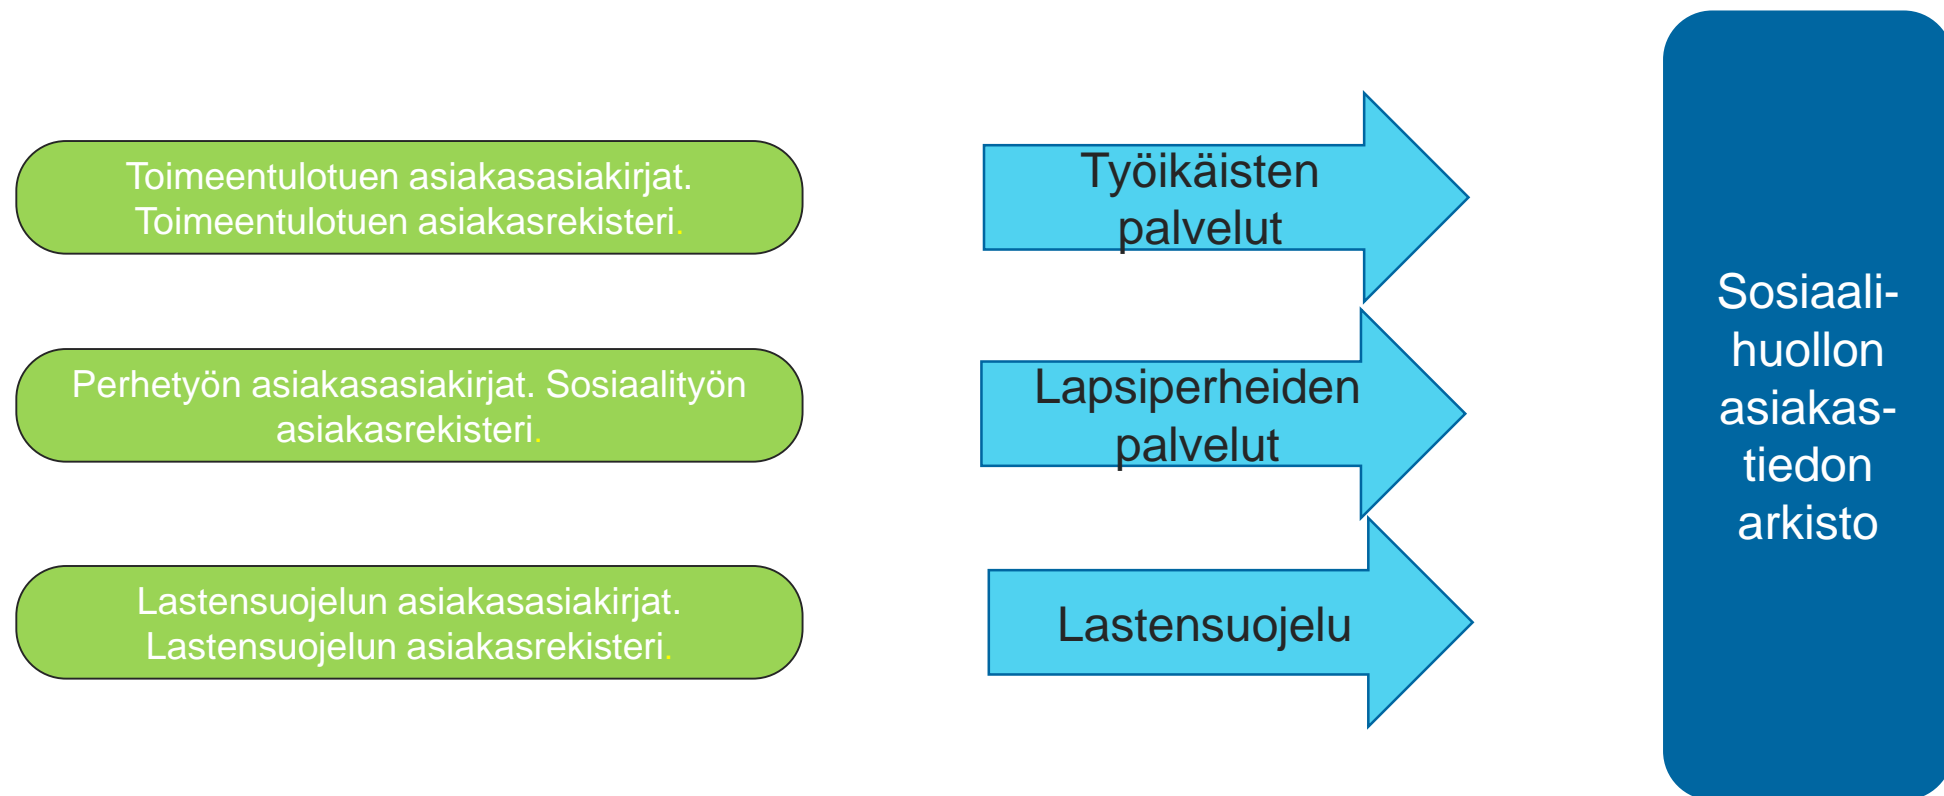 Toimeentulotuen asiakasasiakirjat.
Toimeentulotuen asiakasrekisteri.
Työikäisten
palvelut
Perhetyön asiakasasiakirjat. Sosiaalityön
asiakasrekisteri.
Lapsiperheiden
palvelut
Lastensuojelun asiakasasiakirjat.
Lastensuojelun asiakasrekisteri.
Lastensuojelu
Sosiaali-
huollon
asiakas-
tiedon
arkisto